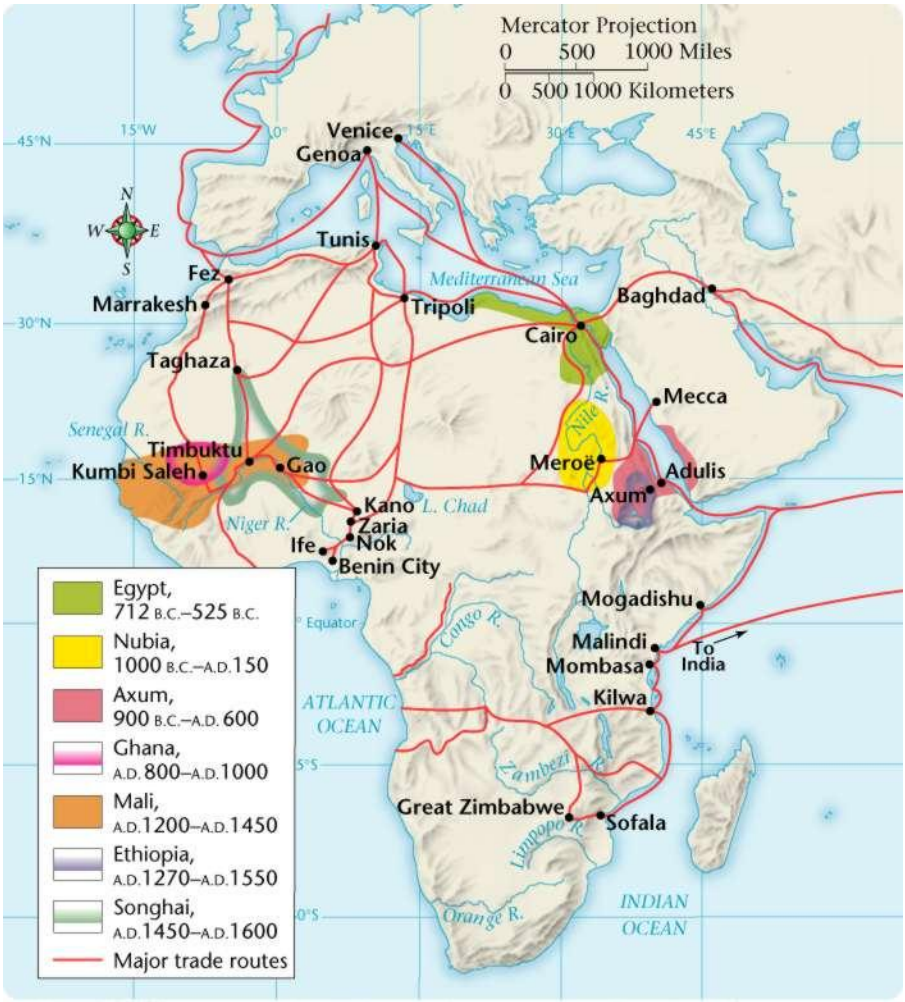 Mercator Projection
0 500 1000 Miles
0 500 1000 Kilometers
15°W
0°
15°E
30°E
45°E
45°N
Venice
Genoa
N
W E
S
Tunis
Mediterranean Sea
Fez
Marrakesh
Tripoli
Baghdad
30°N
Cairo
Taghaza
Mecca
Nile R.
Senegal R.
Timbuktu
Kumbi Saleh
Gao
Meroë
Adulis
Axum
15°N
Kano
L. Chad
Niger R.
Zaria
Nok
Ife
Benin City
Mogadishu
° Equator
Congo R.
Malindi
To
India
Mombasa
Kilwa
ATLANTIC
OCEAN
5°S
Zambezi R.
Great Zimbabwe
Sofala
Limpopo R.
INDIAN
OCEAN
0°S
Orange R.
Egypt,
712 B.C.–525 B.C.
Nubia,
1000 B.C.–A.D.150
Axum,
900 B.C.–A.D. 600
Ghana,
A.D. 800–A.D.1000
Mali,
A.D.1200–A.D.1450
Ethiopia,
A.D.1270–A.D.1550
Songhai,
A.D.1450–A.D.1600
Major trade routes